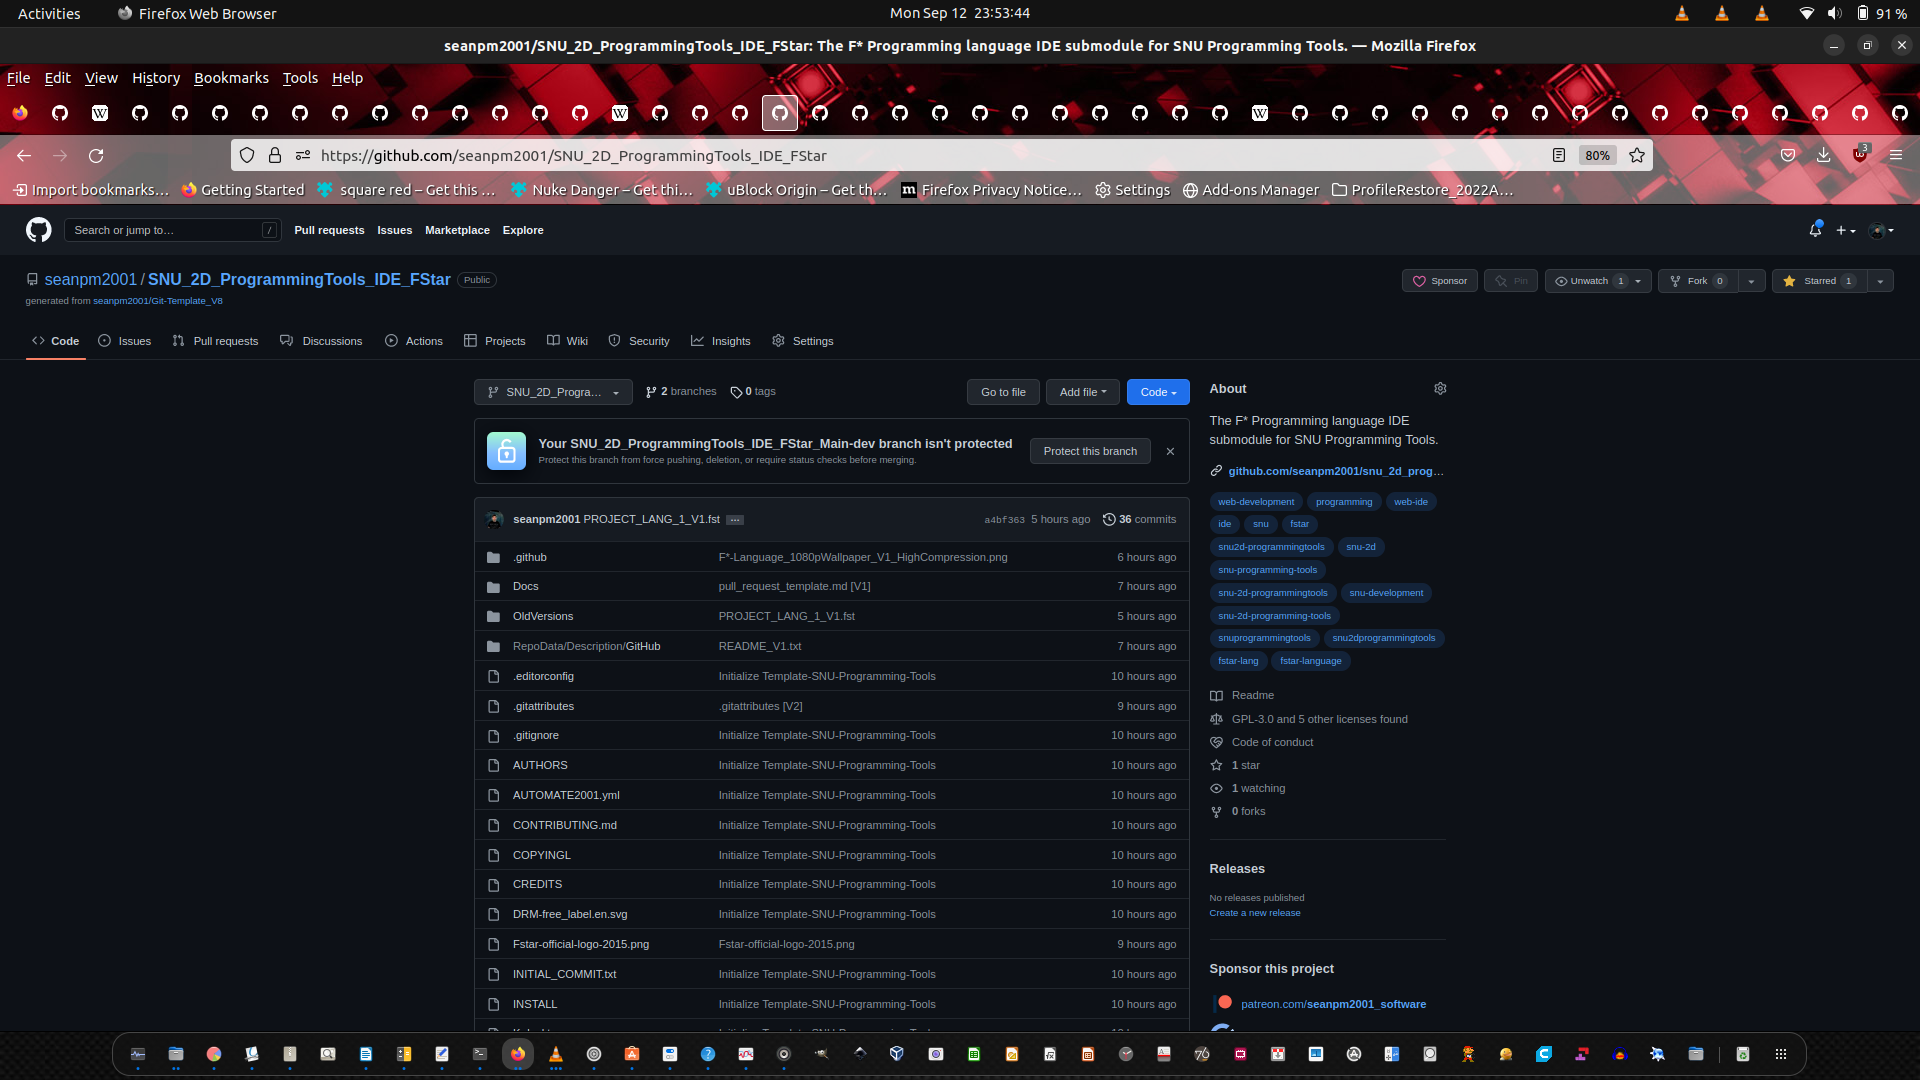 Activities
Firefox Web Browser
Mon Sep 12 23:53:44
91 %
seanpm2001/SNU_2D_ProgrammingTools_IDE_FStar: The F* Programming language IDE submodule for SNU Programming Tools. — Mozilla Firefox
File Edit View History Bookmarks Tools Help
https://github.com/seanpm2001/SNU_2D_ProgrammingTools_IDE_FStar
80%
3
Import bookmarks… Getting Started square red – Get this … Nuke Danger – Get thi… uBlock Origin – Get th… Firefox Privacy Notice… Settings Add-ons Manager ProfileRestore_2022A…
Search or jump to… /
Pull requests Issues Marketplace Explore
seanpm2001 / SNU_2D_ProgrammingTools_IDE_FStar Public
generated from seanpm2001/Git-Template_V8
Sponsor Pin Unwatch 1 Fork 0 Starred 1
Code Issues Pull requests Discussions Actions Projects Wiki Security Insights Settings
SNU_2D_Progra… 2 branches 0 tags Go to file Add file Code
Your SNU_2D_ProgrammingTools_IDE_FStar_Main-dev branch isn't protected
Protect this branch from force pushing, deletion, or require status checks before merging.
Protect this branch
seanpm2001 PROJECT_LANG_1_V1.fst … a4bf363 5 hours ago 36 commits
.github F*-Language_1080pWallpaper_V1_HighCompression.png 6 hours ago
Docs pull_request_template.md [V1] 7 hours ago
OldVersions PROJECT_LANG_1_V1.fst 5 hours ago
RepoData/Description/GitHub README_V1.txt 7 hours ago
.editorconfig Initialize Template-SNU-Programming-Tools 10 hours ago
.gitattributes .gitattributes [V2] 9 hours ago
.gitignore Initialize Template-SNU-Programming-Tools 10 hours ago
AUTHORS Initialize Template-SNU-Programming-Tools 10 hours ago
AUTOMATE2001.yml Initialize Template-SNU-Programming-Tools 10 hours ago
CONTRIBUTING.md Initialize Template-SNU-Programming-Tools 10 hours ago
COPYINGL Initialize Template-SNU-Programming-Tools 10 hours ago
CREDITS Initialize Template-SNU-Programming-Tools 10 hours ago
DRM-free_label.en.svg Initialize Template-SNU-Programming-Tools 10 hours ago
Fstar-official-logo-2015.png Fstar-official-logo-2015.png 9 hours ago
INITIAL_COMMIT.txt Initialize Template-SNU-Programming-Tools 10 hours ago
INSTALL Initialize Template-SNU-Programming-Tools 10 hours ago
About
The F* Programming language IDE
submodule for SNU Programming Tools.
github.com/seanpm2001/snu_2d_prog…
web-development programming web-ide
ide snu fstar
snu2d-programmingtools snu-2d
snu-programming-tools
snu-2d-programmingtools snu-development
snu-2d-programming-tools
snuprogrammingtools snu2dprogrammingtools
fstar-lang fstar-language
Readme
GPL-3.0 and 5 other licenses found
Code of conduct
1 star
1 watching
0 forks
Releases
No releases published
Create a new release
Sponsor this project
patreon.com/seanpm2001_software